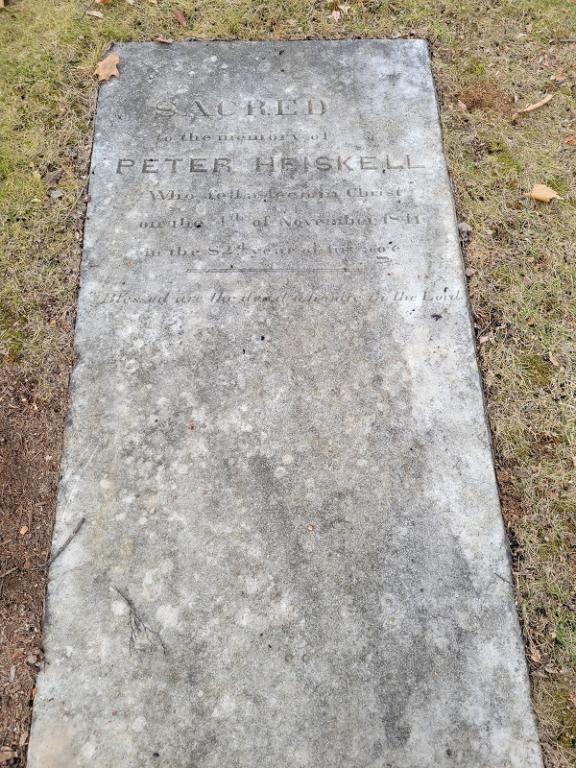 SACRED
to the memory of
PETER HEISKELL
Who fell asleep in Christ
on the 4th of November 1841
in the 82d year of his age
Blessed are the dead who die in the Lord.